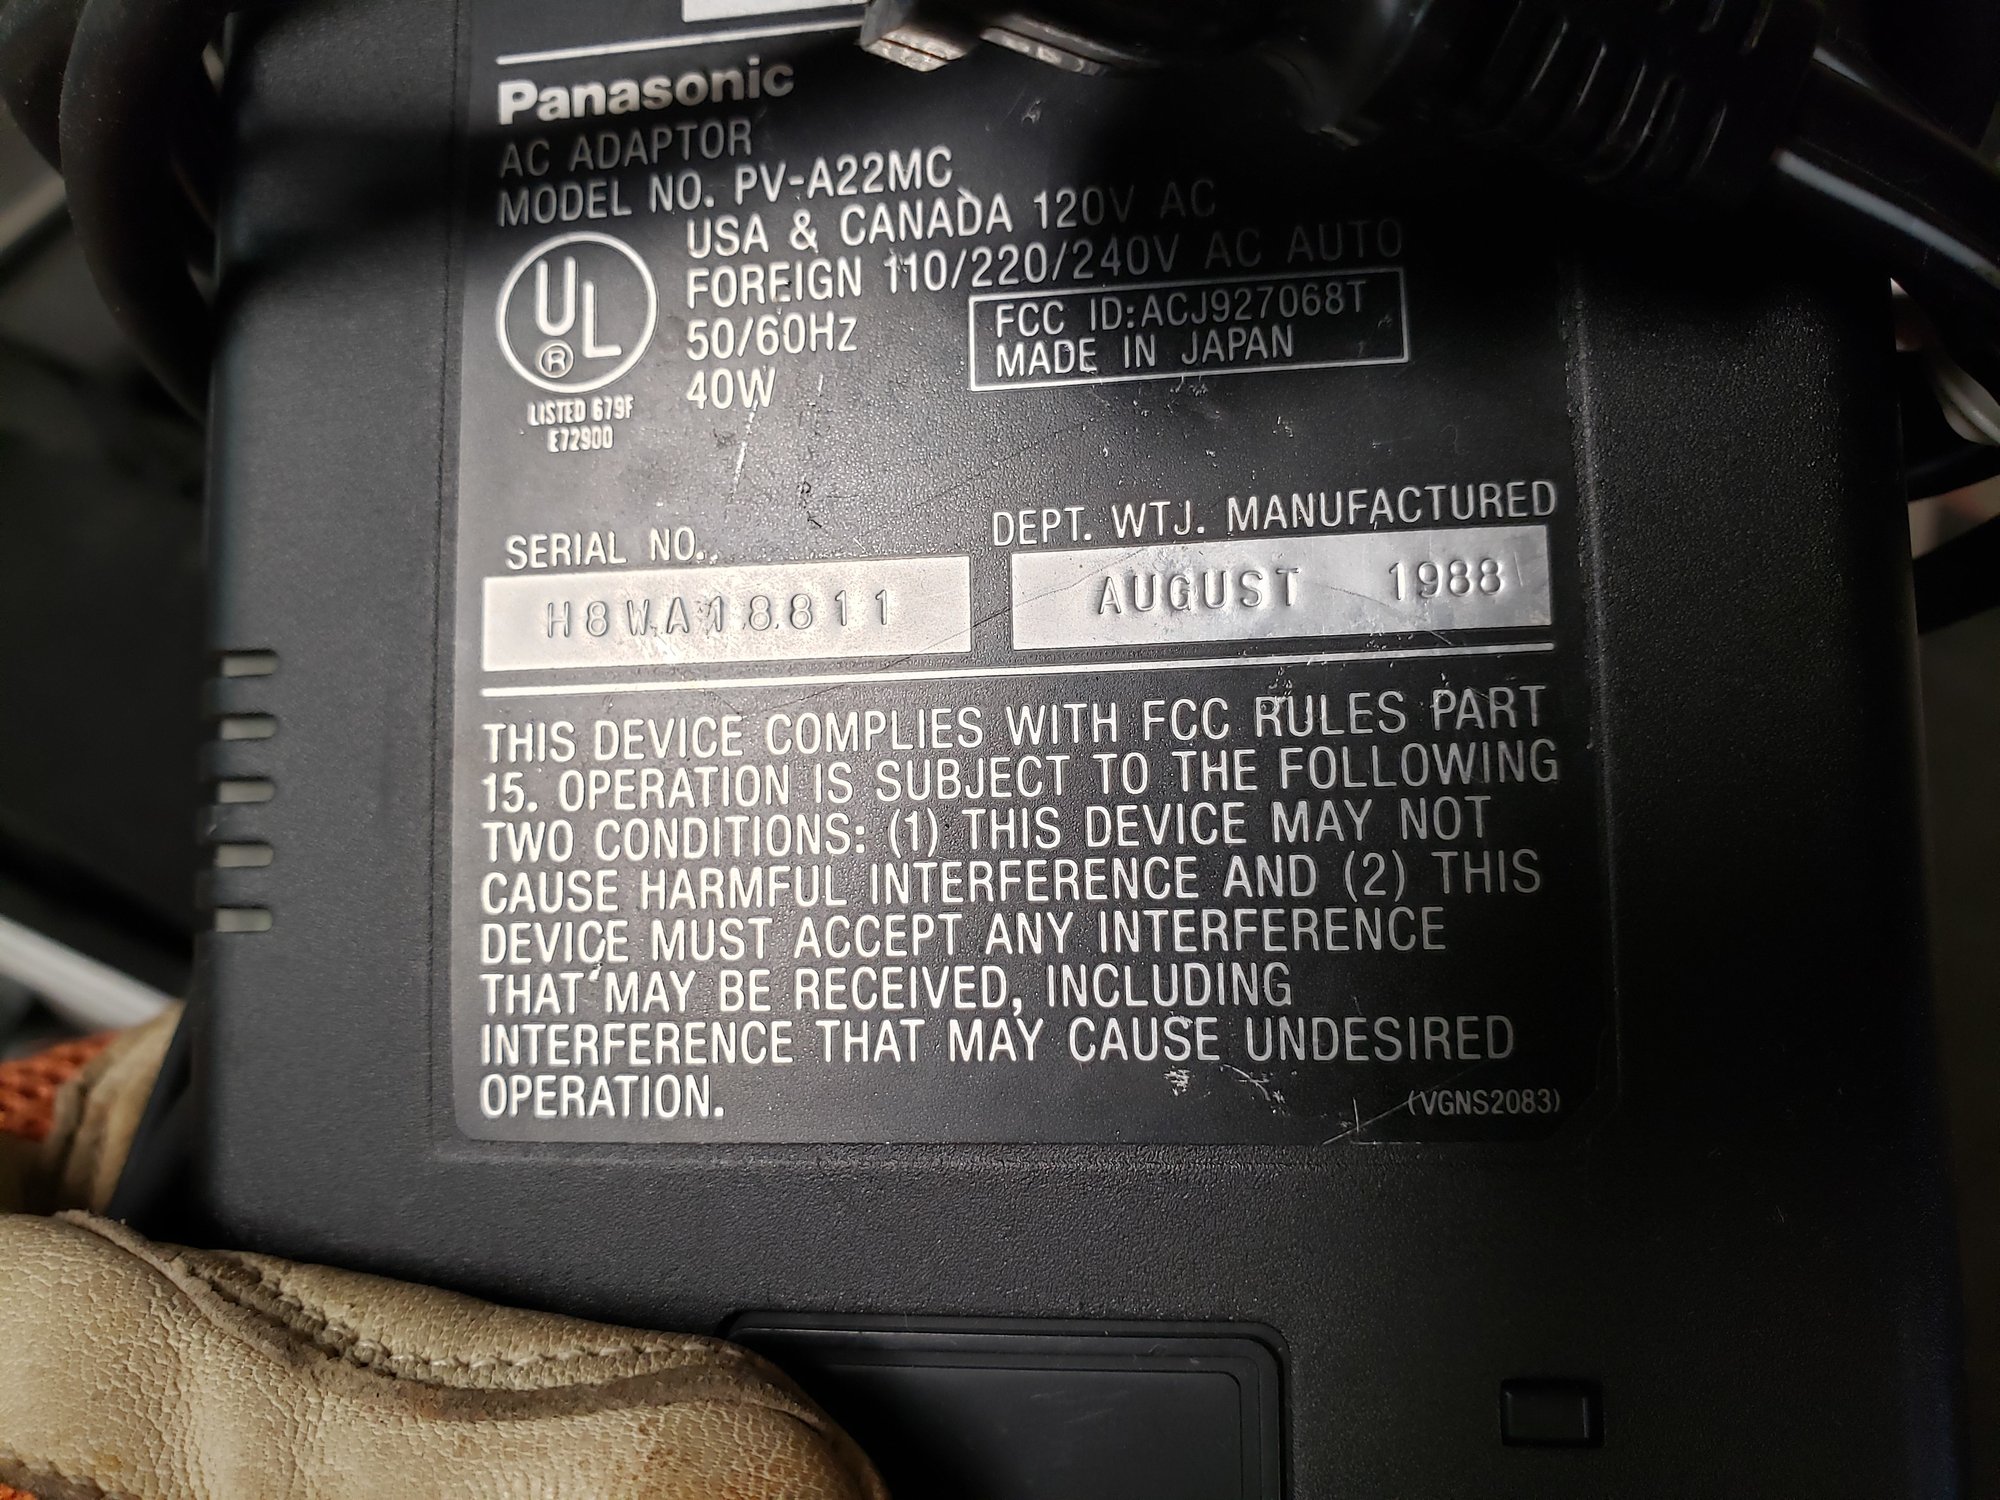 Panasonic
AC ADAPTOR
MODEL NO. PV-A22MC
USA & CANADA 120V AC
FOREIGN 110/220/240V AC AUTO
50/60Hz
40W
FCC ID:ACJ927068T
MADE IN JAPAN
UL
®
LISTED 679F
E72900
SERIAL NO.
H8WA18811
DEPT. WTJ. MANUFACTURED
AUGUST 1988
THIS DEVICE COMPLIES WITH FCC RULES PART
15. OPERATION IS SUBJECT TO THE FOLLOWING
TWO CONDITIONS: (1) THIS DEVICE MAY NOT
CAUSE HARMFUL INTERFERENCE AND (2) THIS
DEVICE MUST ACCEPT ANY INTERFERENCE
THAT MAY BE RECEIVED, INCLUDING
INTERFERENCE THAT MAY CAUSE UNDESIRED
OPERATION.
(VGNS2083)